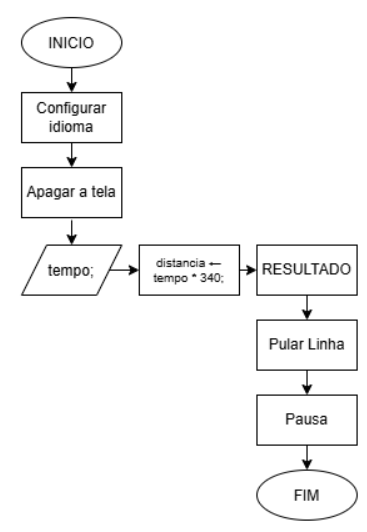 INICIO
Configurar
idioma
Apagar a tela
tempo;
distancia ←
tempo * 340;
RESULTADO
Pular Linha
Pausa
FIM